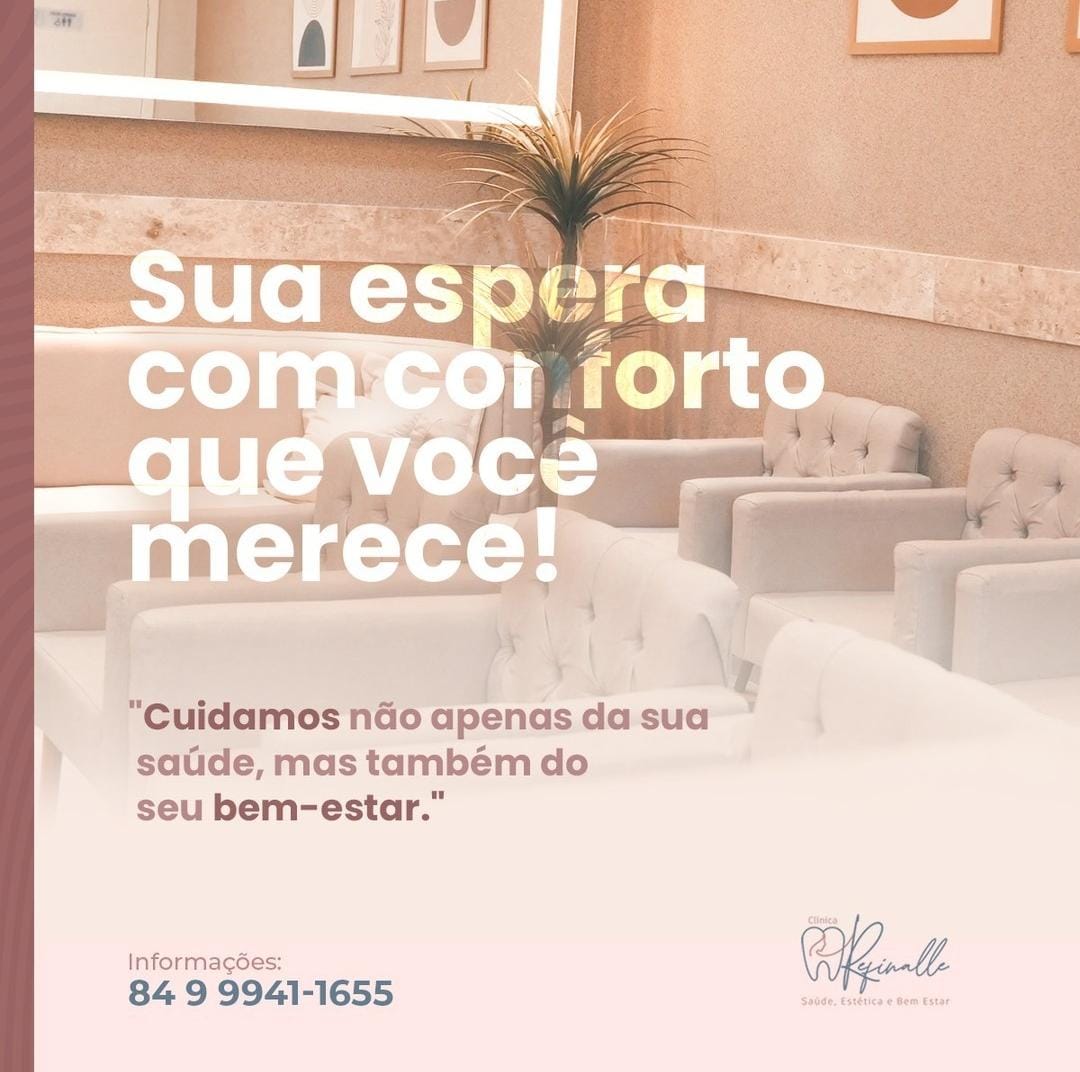 Sua espera
com conforto
que você
merece!
"Cuidamos não apenas da sua
saúde, mas também do
seu bem-estar."
Informações:
84 9 9941-1655
Clínica
Reginalle
Saúde, Estética e Bem Estar